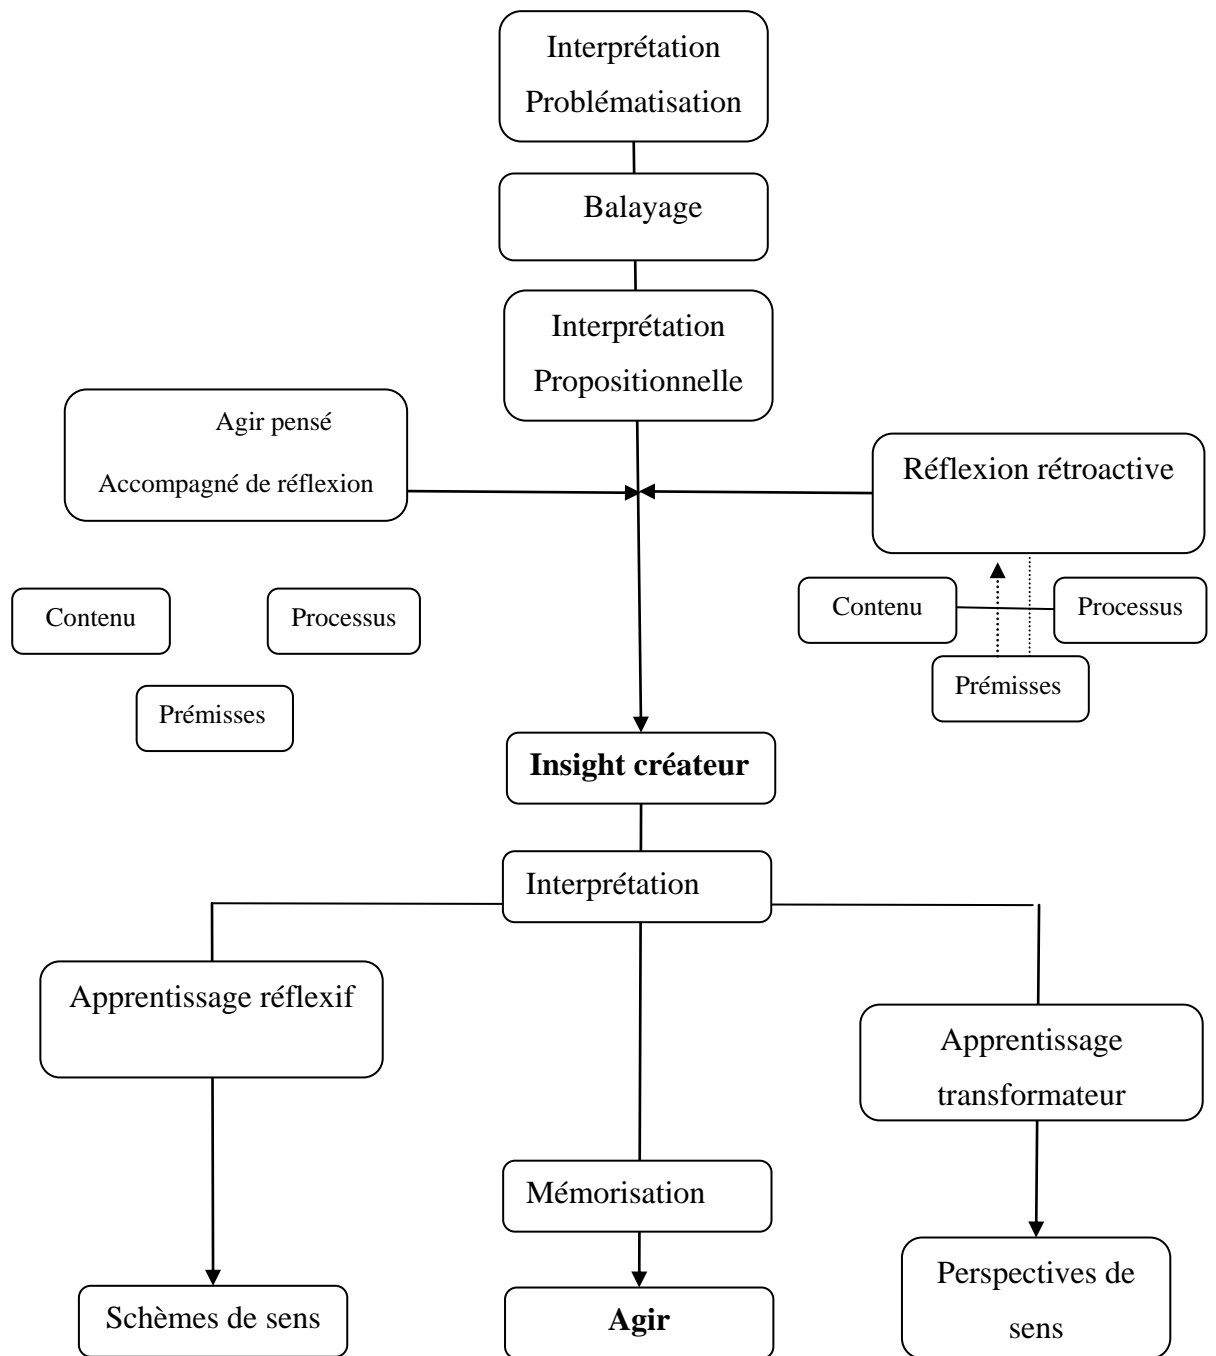 Interprétation
Problématisation
Balayage
Interprétation
Propositionnelle
Agir pensé
Accompagné de réflexion
Réflexion rétroactive
Contenu
Processus
Prémisses
Contenu
Processus
Prémisses
Insight créateur
Interprétation
Apprentissage réflexif
Apprentissage
transformateur
Mémorisation
Schèmes de sens
Agir
Perspectives de
sens